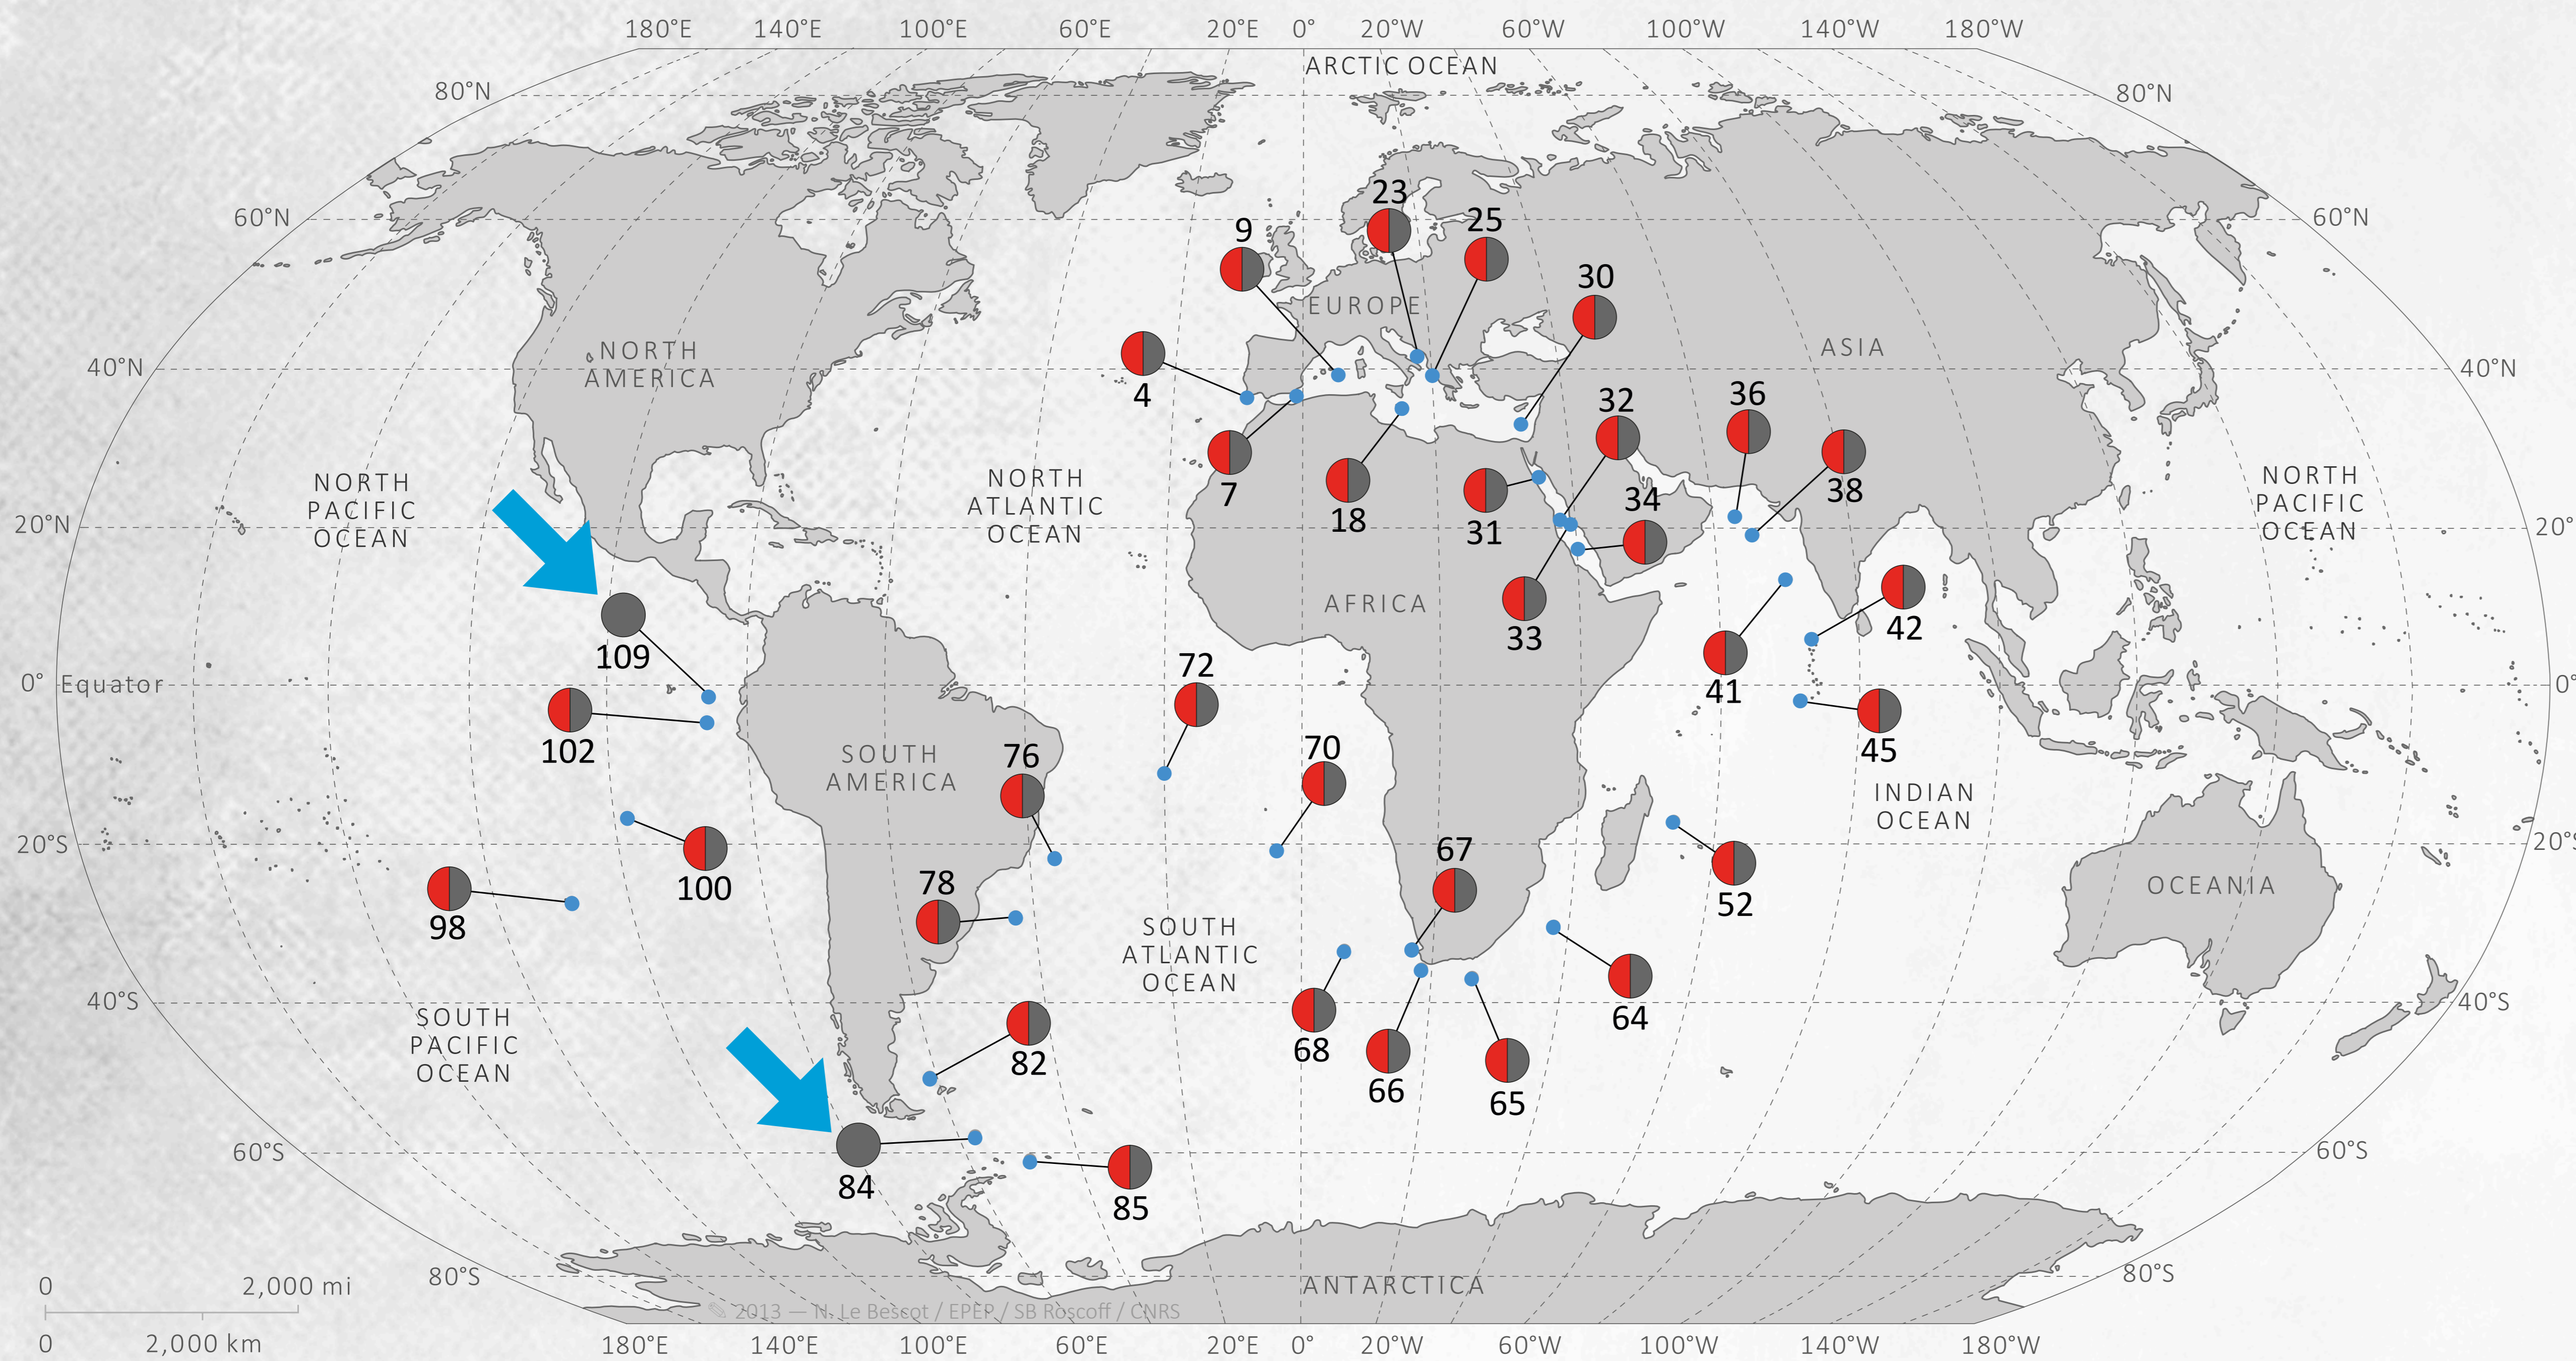 180°E 140°E 100°E 60°E 20°E 0° 20°W 60°W 100°W 140°W 180°W
ARCTIC OCEAN
80°N 80°N
60°N 60°N
23
25
9
30
EUROPE
NORTH
AMERICA
ASIA
40°N 40°N
4
32
36
38
7
18
31
34
NORTH
PACIFIC
OCEAN
NORTH
ATLANTIC
OCEAN
NORTH
PACIFIC
OCEAN
20°N 20°
AFRICA
33
42
109
72
41
0° Equator 0°
102
76
70
45
SOUTH
AMERICA
INDIAN
OCEAN
20°S 20°S
67
100
78
52
98
OCEANIA
SOUTH
ATLANTIC
OCEAN
40°S 40°S
64
SOUTH
PACIFIC
OCEAN
82
68
66
65
60°S 60°S
84
85
80°S 80°S
ANTARCTICA
0 2,000 mi
0 2,000 km
✎ 2013 — N. Le Bescot / EPEP / SB Roscoff / CNRS
180°E 140°E 100°E 60°E 20°E 0° 20°W 60°W 100°W 140°W 180°W